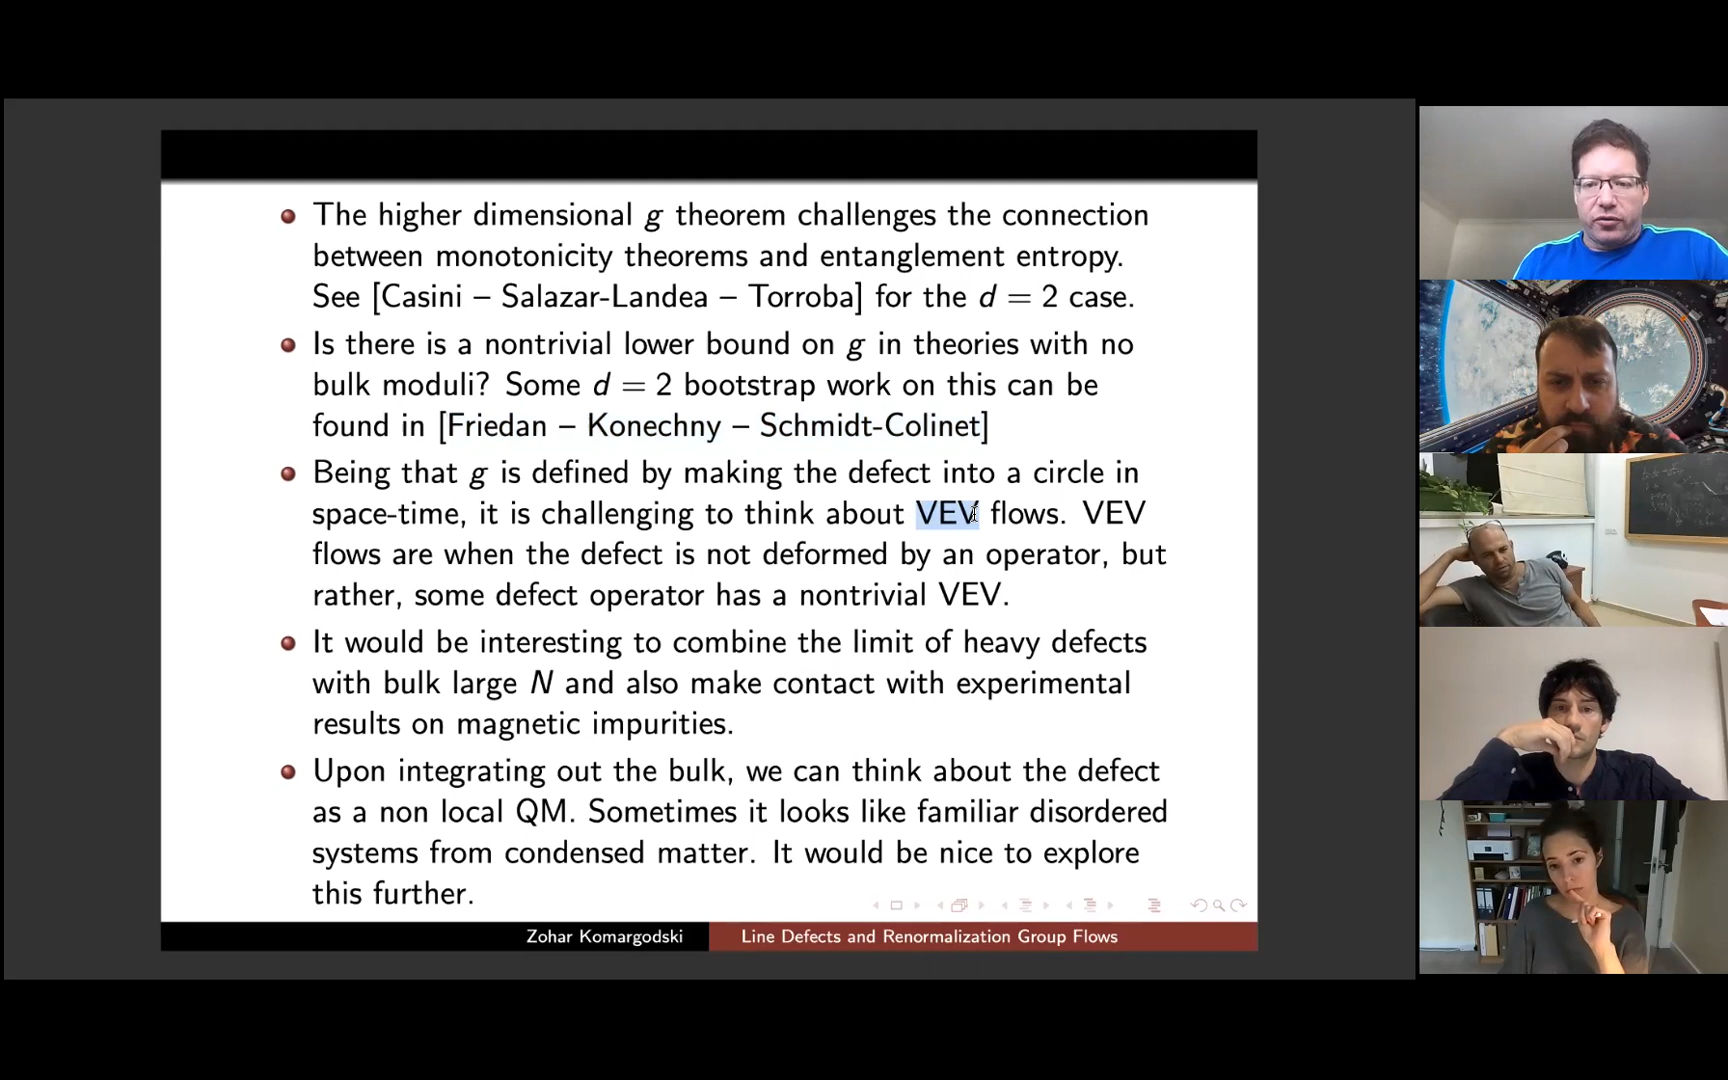 The higher dimensional g theorem challenges the connection
between monotonicity theorems and entanglement entropy.
See [Casini – Salazar-Landea – Torroba] for the d = 2 case.
Is there is a nontrivial lower bound on g in theories with no
bulk moduli? Some d = 2 bootstrap work on this can be
found in [Friedan – Konechny – Schmidt-Colinet]
Being that g is defined by making the defect into a circle in
space-time, it is challenging to think about VEV flows. VEV
flows are when the defect is not deformed by an operator, but
rather, some defect operator has a nontrivial VEV.
It would be interesting to combine the limit of heavy defects
with bulk large N and also make contact with experimental
results on magnetic impurities.
Upon integrating out the bulk, we can think about the defect
as a non local QM. Sometimes it looks like familiar disordered
systems from condensed matter. It would be nice to explore
this further.
Zohar Komargodski
Line Defects and Renormalization Group Flows